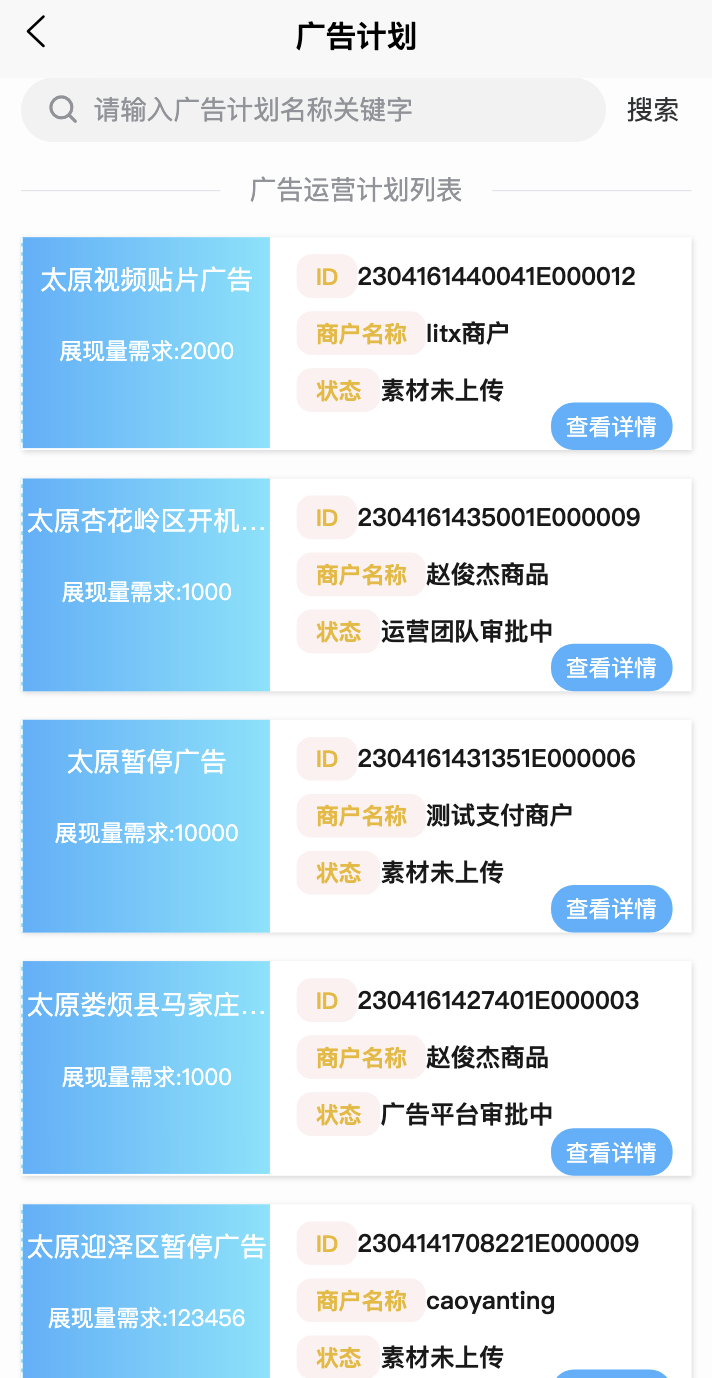 广告计划
请输入广告计划名称关键字
搜索
广告运营计划列表
太原视频贴片广告
展现量需求:2000
ID 2304161440041E000012
商户名称 litx商户
状态 素材未上传
查看详情
太原杏花岭区开机...
展现量需求:1000
ID 2304161435001E000009
商户名称 赵俊杰商品
状态 运营团队审批中
查看详情
太原暂停广告
展现量需求:10000
ID 2304161431351E000006
商户名称 测试支付商户
状态 素材未上传
查看详情
太原娄烦县马家庄...
展现量需求:1000
ID 2304161427401E000003
商户名称 赵俊杰商品
状态 广告平台审批中
查看详情
太原迎泽区暂停广告
展现量需求:123456
ID 2304141708221E000009
商户名称 caoyanting
状态 素材未上传